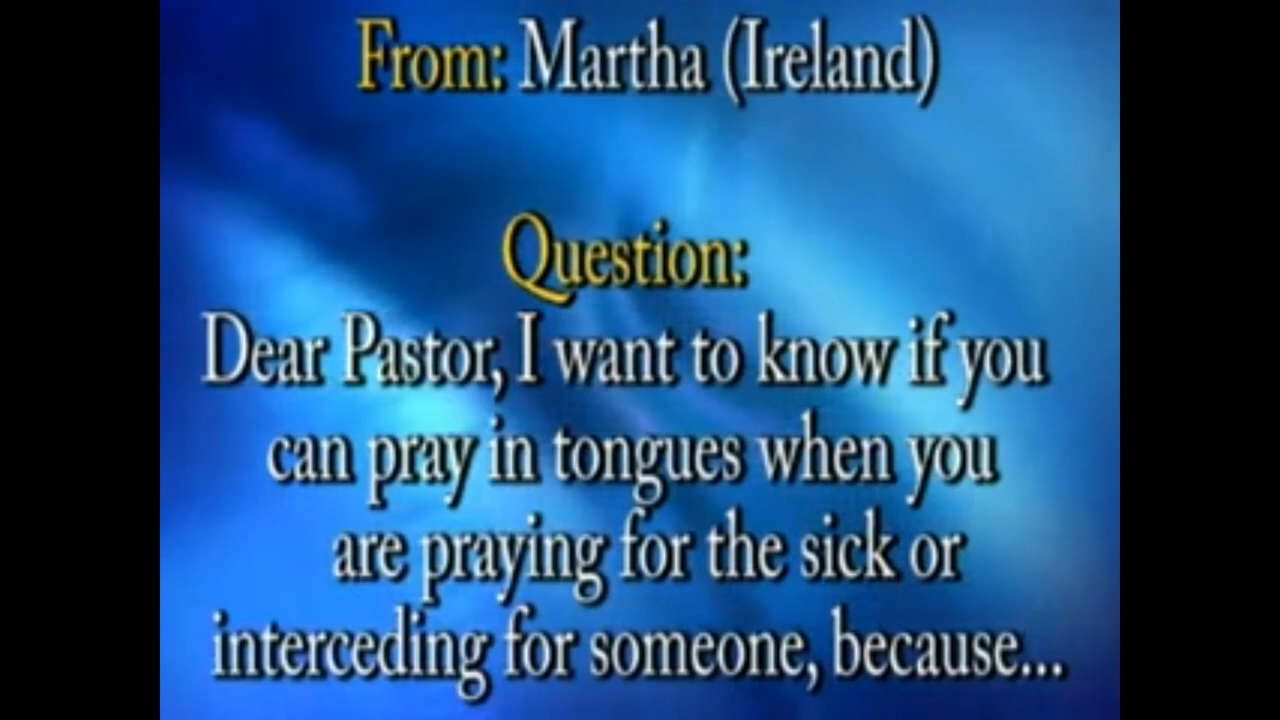 From: Martha (Ireland)
Question:
Dear Pastor, I want to know if you
can pray in tongues when you
are praying for the sick or
interceding for someone, because...